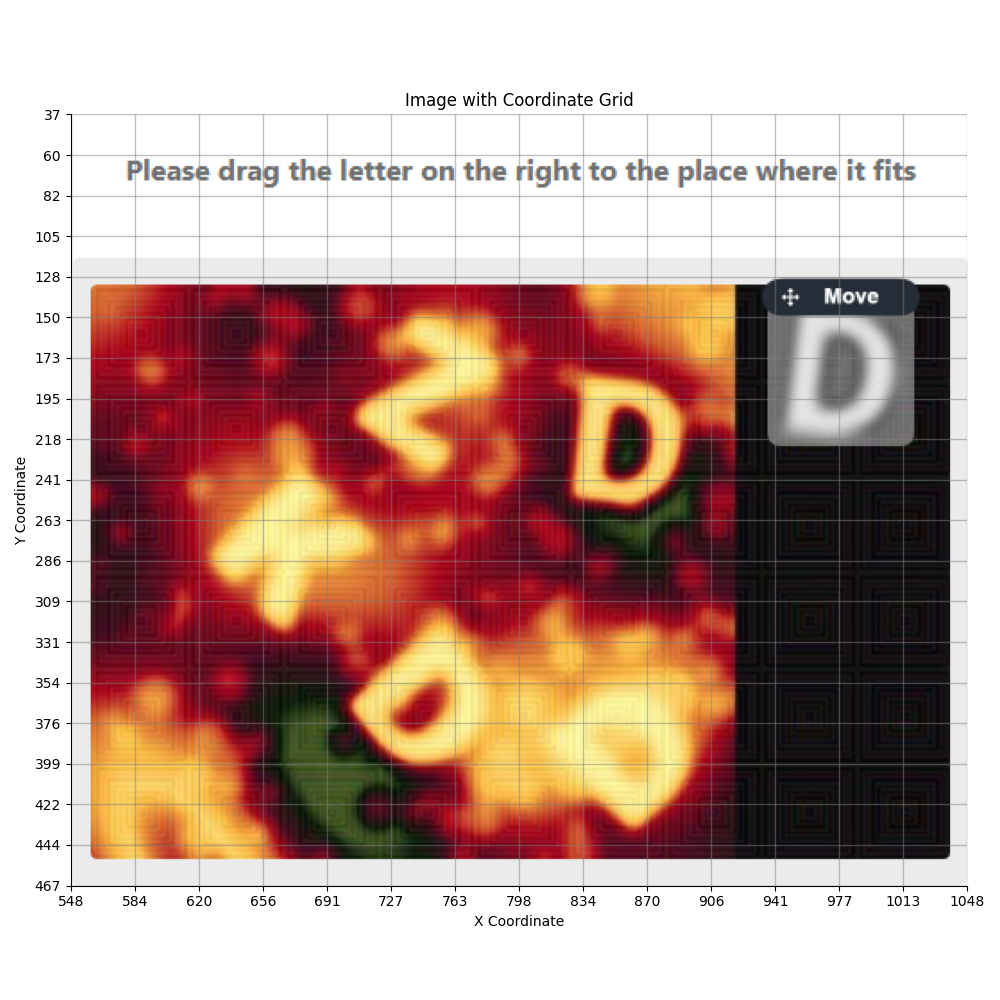 Image with Coordinate Grid
Please drag the letter on the right to the place where it fits
Move
D
D
Y Coordinate
37
60
82
105
128
150
173
195
218
241
263
286
309
331
354
376
399
422
444
467
548 584 620 656 691 727 763 798 834 870 906 941 977 1013 1048
X Coordinate